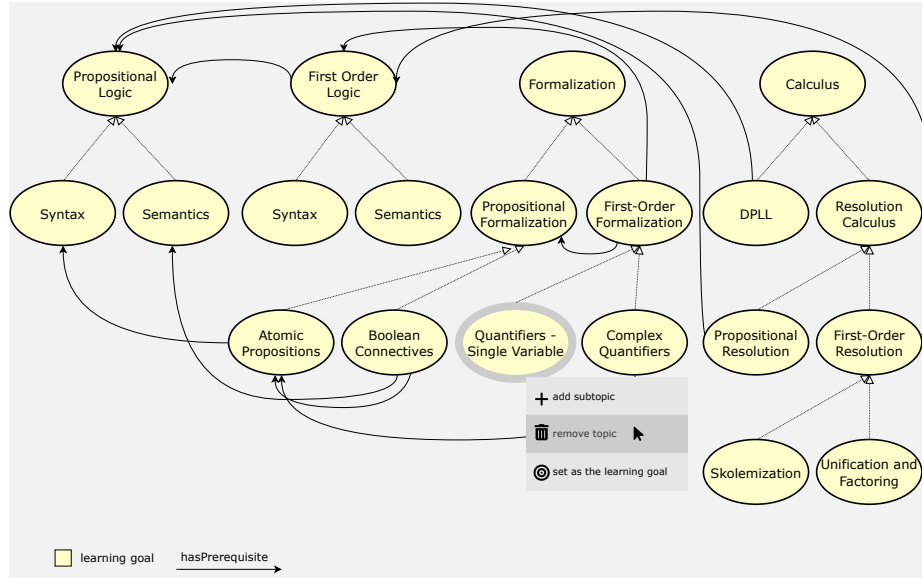 Propositional
Logic
First Order
Logic
Formalization
Calculus
Syntax
Semantics
Syntax
Semantics
Propositional
Formalization
First-Order
Formalization
DPLL
Resolution
Calculus
Atomic
Propositions
Boolean
Connectives
Quantifiers -
Single Variable
Complex
Quantifiers
Propositional
Resolution
First-Order
Resolution
add subtopic
remove topic
set as the learning goal
Skolemization
Unification and
Factoring
learning goal
hasPrerequisite